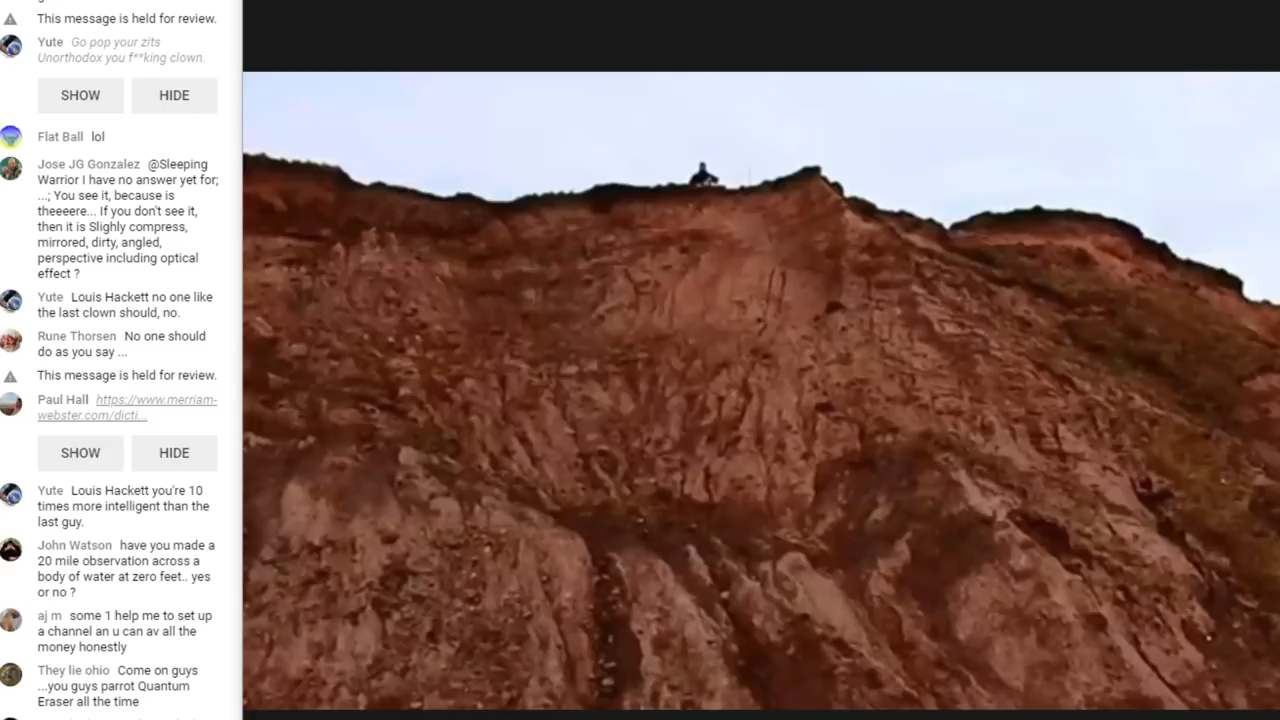 This message is held for review.
Yute Go pop your zits
Unorthodox you f**king clown.
SHOW HIDE
Flat Ball lol
Jose JG Gonzalez @Sleeping
Warrior I have no answer yet for;
...; You see it, because is
theeeere... If you don't see it,
then it is Slighly compress,
mirrored, dirty, angled,
perspective including optical
effect ?
Yute Louis Hackett no one like
the last clown should, no.
Rune Thorsen No one should
do as you say ...
This message is held for review.
Paul Hall https://www.merriam-
webster.com/dicti...
SHOW HIDE
Yute Louis Hackett you're 10
times more intelligent than the
last guy.
John Watson have you made a
20 mile observation across a
body of water at zero feet.. yes
or no ?
aj m some 1 help me to set up
a channel an u can av all the
money honestly
They lie ohio Come on guys
...you guys parrot Quantum
Eraser all the time